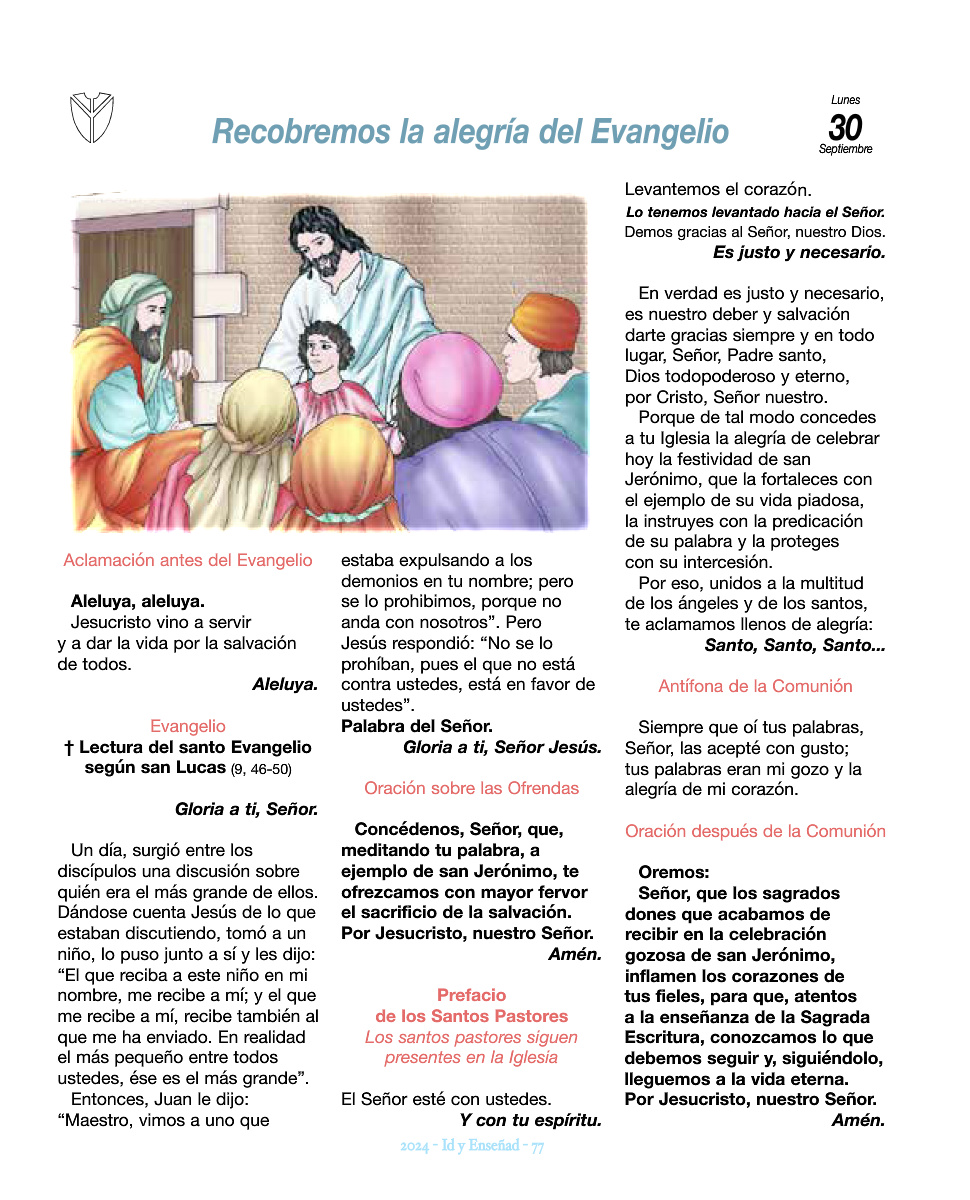 Recobremos la alegría del Evangelio
Lunes
30
Septiembre
Aclamación antes del Evangelio
Aleluya, aleluya.
Jesucristo vino a servir
y a dar la vida por la salvación
de todos.
Aleluya.
Evangelio
† Lectura del santo Evangelio
según san Lucas (9, 46-50)
Gloria a ti, Señor.
Un día, surgió entre los
discípulos una discusión sobre
quién era el más grande de ellos.
Dándose cuenta Jesús de lo que
estaban discutiendo, tomó a un
niño, lo puso junto a sí y les dijo:
“El que reciba a este niño en mi
nombre, me recibe a mí; y el que
me recibe a mí, recibe también al
que me ha enviado. En realidad
el más pequeño entre todos
ustedes, ése es el más grande”.
Entonces, Juan le dijo:
“Maestro, vimos a uno que
estaba expulsando a los
demonios en tu nombre; pero
se lo prohibimos, porque no
anda con nosotros”. Pero
Jesús respondió: “No se lo
prohíban, pues el que no está
contra ustedes, está en favor de
ustedes”.
Palabra del Señor.
Gloria a ti, Señor Jesús.
Oración sobre las Ofrendas
Concédenos, Señor, que,
meditando tu palabra, a
ejemplo de san Jerónimo, te
ofrezcamos con mayor fervor
el sacrificio de la salvación.
Por Jesucristo, nuestro Señor.
Amén.
Prefacio
de los Santos Pastores
Los santos pastores siguen
presentes en la Iglesia
El Señor esté con ustedes.
Y con tu espíritu.
Levantemos el corazón.
Lo tenemos levantado hacia el Señor.
Demos gracias al Señor, nuestro Dios.
Es justo y necesario.
En verdad es justo y necesario,
es nuestro deber y salvación
darte gracias siempre y en todo
lugar, Señor, Padre santo,
Dios todopoderoso y eterno,
por Cristo, Señor nuestro.
Porque de tal modo concedes
a tu Iglesia la alegría de celebrar
hoy la festividad de san
Jerónimo, que la fortaleces con
el ejemplo de su vida piadosa,
la instruyes con la predicación
de su palabra y la proteges
con su intercesión.
Por eso, unidos a la multitud
de los ángeles y de los santos,
te aclamamos llenos de alegría:
Santo, Santo, Santo...
Antífona de la Comunión
Siempre que oí tus palabras,
Señor, las acepté con gusto;
tus palabras eran mi gozo y la
alegría de mi corazón.
Oración después de la Comunión
Oremos:
Señor, que los sagrados
dones que acabamos de
recibir en la celebración
gozosa de san Jerónimo,
inflamen los corazones de
tus fieles, para que, atentos
a la enseñanza de la Sagrada
Escritura, conozcamos lo que
debemos seguir y, siguiéndolo,
lleguemos a la vida eterna.
Por Jesucristo, nuestro Señor.
Amén.
2024 - Id y Enseñad - 77